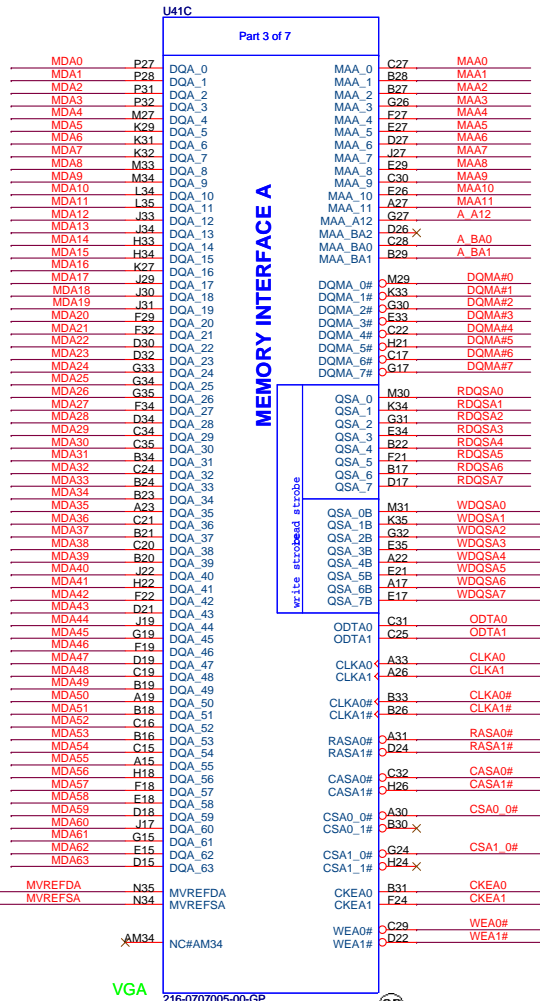 U41C
Part 3 of 7
MDA0 P27 DQA_0
MDA1 P28 DQA_1
MDA2 P31 DQA_2
MDA3 P32 DQA_3
MDA4 M27 DQA_4
MDA5 K29 DQA_5
MDA6 K31 DQA_6
MDA7 K32 DQA_7
MDA8 M33 DQA_8
MDA9 M34 DQA_9
MDA10 L34 DQA_10
MDA11 L35 DQA_11
MDA12 J33 DQA_12
MDA13 J34 DQA_13
MDA14 H33 DQA_14
MDA15 H34 DQA_15
MDA16 K27 DQA_16
MDA17 J29 DQA_17
MDA18 J30 DQA_18
MDA19 J31 DQA_19
MDA20 F29 DQA_20
MDA21 F32 DQA_21
MDA22 D30 DQA_22
MDA23 D32 DQA_23
MDA24 G33 DQA_24
MDA25 G34 DQA_25
MDA26 G35 DQA_26
MDA27 F34 DQA_27
MDA28 D34 DQA_28
MDA29 C34 DQA_29
MDA30 C35 DQA_30
MDA31 B34 DQA_31
MDA32 C24 DQA_32
MDA33 B24 DQA_33
MDA34 B23 DQA_34
MDA35 A23 DQA_35
MDA36 C21 DQA_36
MDA37 B21 DQA_37
MDA38 C20 DQA_38
MDA39 B20 DQA_39
MDA40 J22 DQA_40
MDA41 H22 DQA_41
MDA42 F22 DQA_42
MDA43 D21 DQA_43
MDA44 J19 DQA_44
MDA45 G19 DQA_45
MDA46 F19 DQA_46
MDA47 D19 DQA_47
MDA48 C19 DQA_48
MDA49 B19 DQA_49
MDA50 A19 DQA_50
MDA51 B18 DQA_51
MDA52 C16 DQA_52
MDA53 B16 DQA_53
MDA54 C15 DQA_54
MDA55 A15 DQA_55
MDA56 H18 DQA_56
MDA57 F18 DQA_57
MDA58 E18 DQA_58
MDA59 D18 DQA_59
MDA60 J17 DQA_60
MDA61 G15 DQA_61
MDA62 E15 DQA_62
MDA63 D15 DQA_63
MVREFDA N35 MVREFDA
MVREFSA N34 MVREFSA
AM34 NC#AM34
MEMORY INTERFACE A
MAA_0 C27 MAA0
MAA_1 B28 MAA1
MAA_2 B27 MAA2
MAA_3 G26 MAA3
MAA_4 F27 MAA4
MAA_5 E27 MAA5
MAA_6 D27 MAA6
MAA_7 J27 MAA7
MAA_8 E29 MAA8
MAA_9 C30 MAA9
MAA_10 E26 MAA10
MAA_11 A27 MAA11
MAA_A12 G27 A_A12
MAA_BA2 D26
MAA_BA0 C28 A_BA0
MAA_BA1 B29 A_BA1
DQMA_0# M29 DQMA#0
DQMA_1# K33 DQMA#1
DQMA_2# G30 DQMA#2
DQMA_3# E33 DQMA#3
DQMA_4# C22 DQMA#4
DQMA_5# H21 DQMA#5
DQMA_6# C17 DQMA#6
DQMA_7# G17 DQMA#7
QSA_0 M30 RDQSA0
QSA_1 K34 RDQSA1
QSA_2 G31 RDQSA2
QSA_3 E34 RDQSA3
QSA_4 B22 RDQSA4
QSA_5 F21 RDQSA5
QSA_6 B17 RDQSA6
QSA_7 D17 RDQSA7
write strobe
read strobe
QSA_0B M31 WDQSA0
QSA_1B K35 WDQSA1
QSA_2B G32 WDQSA2
QSA_3B E35 WDQSA3
QSA_4B A22 WDQSA4
QSA_5B E21 WDQSA5
QSA_6B A17 WDQSA6
QSA_7B E17 WDQSA7
ODTA0 C31 ODTA0
ODTA1 C25 ODTA1
CLKA0 A33 CLKA0
CLKA1 A26 CLKA1
CLKA0# B33 CLKA0#
CLKA1# B26 CLKA1#
RASA0# A31 RASA0#
RASA1# D24 RASA1#
CASA0# C32 CASA0#
CASA1# H26 CASA1#
CSA0_0# A30 CSA0_0#
CSA0_1# B30
CSA1_0# G24 CSA1_0#
CSA1_1# H24
CKEA0 B31 CKEA0
CKEA1 F24 CKEA1
WEA0# C29 WEA0#
WEA1# D22 WEA1#
VGA
216-0707005-00-GP